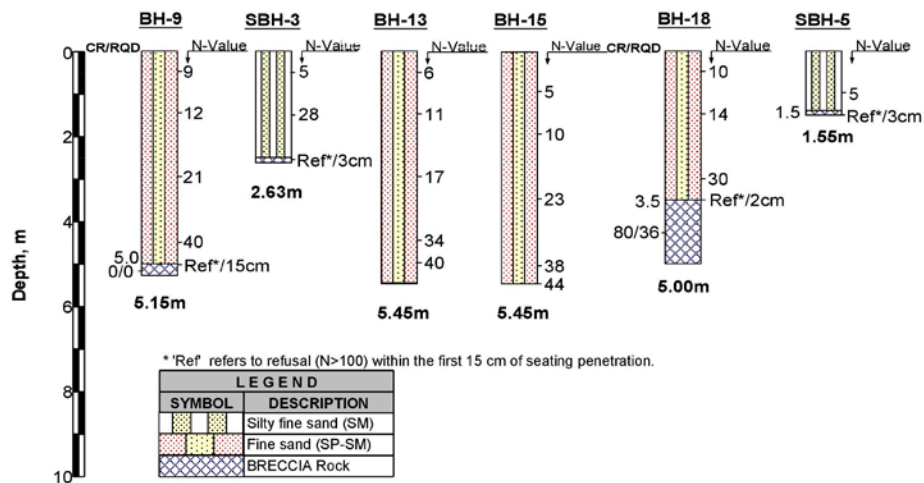 BH-9 SBH-3 BH-13 BH-15 BH-18 SBH-5
CR/RQD N-Value N-Value N-Value N-Value CR/RQD N-Value N-Value
0
2
4
6
8
10
Depth, m
9
12
21
40
5.0
0/0
Ref*/15cm
5.15m
5
28
Ref*/3cm
2.63m
6
11
17
34
40
5.45m
5
10
23
38
44
5.45m
10
14
30
3.5
Ref*/2cm
80/36
5.00m
5
1.5
Ref*/3cm
1.55m
* 'Ref' refers to refusal (N>100) within the first 15 cm of seating penetration.
LEGEND
SYMBOL DESCRIPTION
Silty fine sand (SM)
Fine sand (SP-SM)
BRECCIA Rock